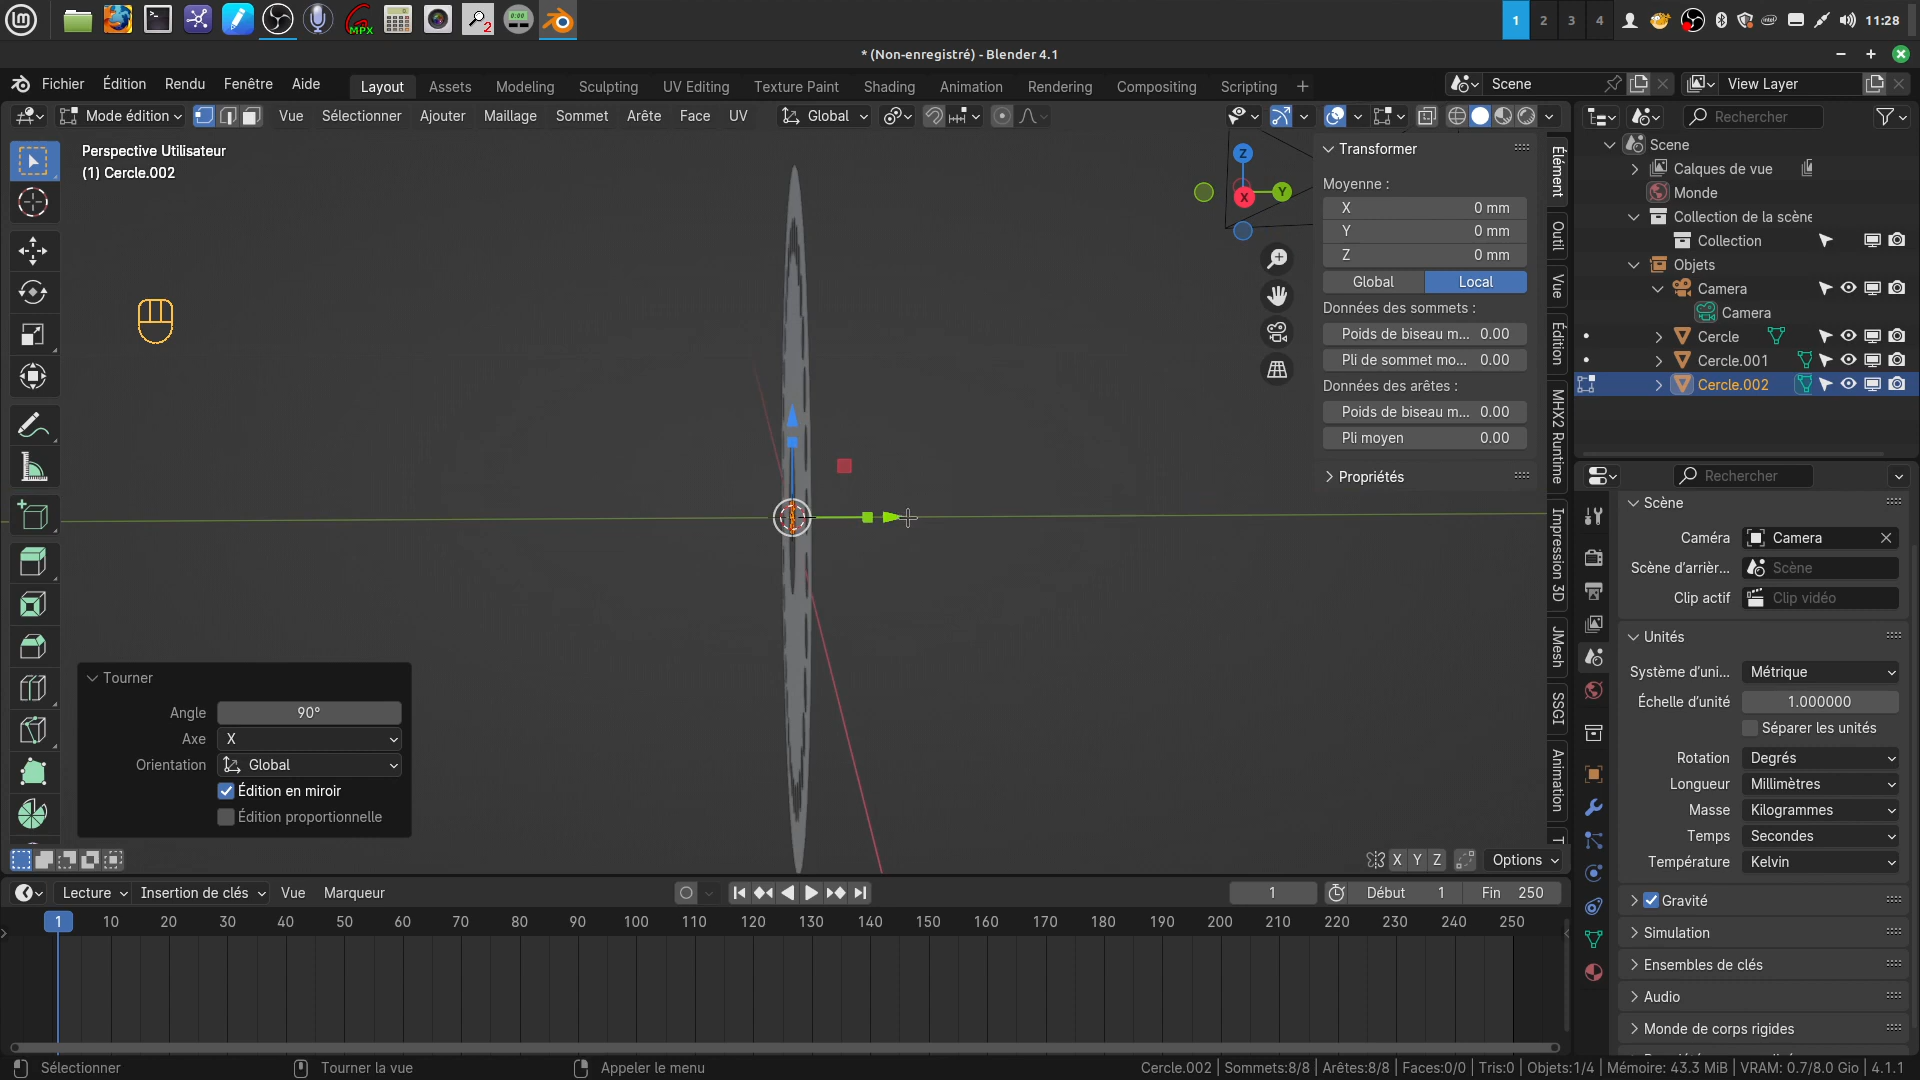 1 2 3 4 11:28
* (Non-enregistré) - Blender 4.1
Fichier Édition Rendu Fenêtre Aide Layout Assets Modeling Sculpting UV Editing Texture Paint Shading Animation Rendering Compositing Scripting + Scene View Layer
Mode édition Vue Sélectionner Ajouter Maillage Sommet Arête Face UV Global Rechercher
Perspective Utilisateur
(1) Cercle.002
Z
Y
X
Transformer
Moyenne :
X 0 mm
Y 0 mm
Z 0 mm
Global Local
Données des sommets :
Poids de biseau m... 0.00
Pli de sommet mo... 0.00
Données des arêtes :
Poids de biseau m... 0.00
Pli moyen 0.00
Propriétés
Élément
Outil
Vue
Édition
MHX2 Runtime
Impression 3D
JMesh
SSGI
Animation
T
Scene
Calques de vue
Monde
Collection de la scène
Collection
Objets
Camera
Camera
Cercle
Cercle.001
Cercle.002
Rechercher
Scène
Caméra Camera
Scène d'arrièr... Scène
Clip actif Clip vidéo
Unités
Système d'uni... Métrique
Échelle d'unité 1.000000
Séparer les unités
Rotation Degrés
Longueur Millimètres
Masse Kilogrammes
Temps Secondes
Température Kelvin
Gravité
Simulation
Ensembles de clés
Audio
Monde de corps rigides
Tourner
Angle 90°
Axe X
Orientation Global
Édition en miroir
Édition proportionnelle
X Y Z Options
Lecture Insertion de clés Vue Marqueur 1 Début 1 Fin 250
1 10 20 30 40 50 60 70 80 90 100 110 120 130 140 150 160 170 180 190 200 210 220 230 240 250
Sélectionner Tourner la vue Appeler le menu Cercle.002 | Sommets:8/8 | Arêtes:8/8 | Faces:0/0 | Tris:0 | Objets:1/4 | Mémoire: 43.3 MiB | VRAM: 0.7/8.0 Gio | 4.1.1